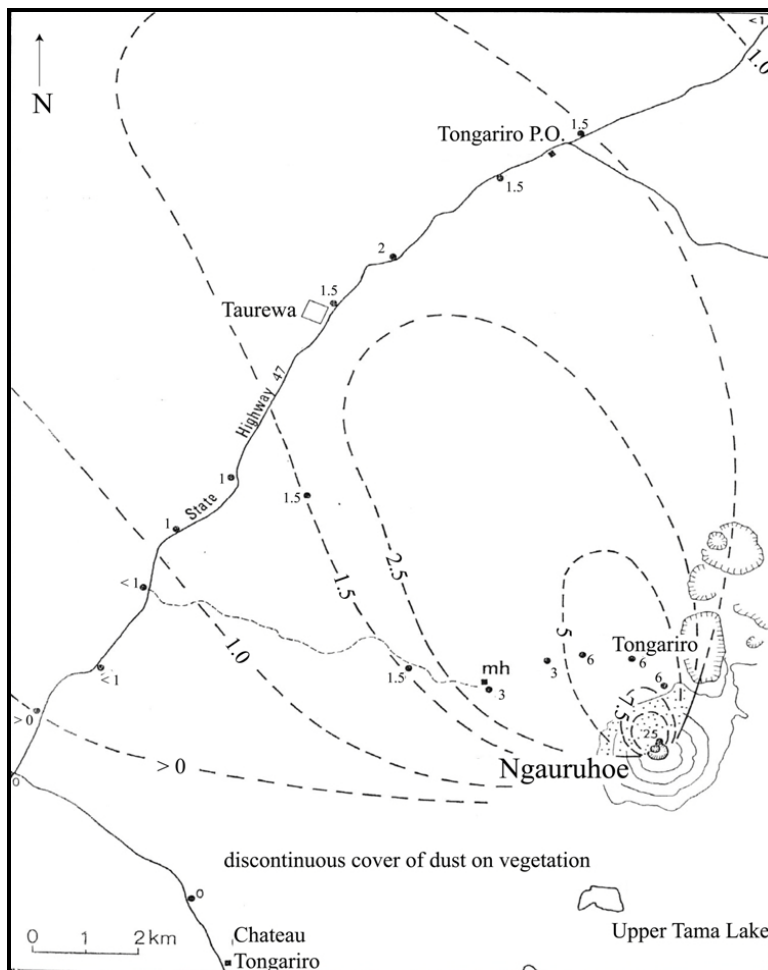 <1
1.0
N
1.5
Tongariro P.O.
1.5
2
1.5
Taurewa
State Highway 47
1
1.5
1
2.5
<1
1.5
5
1.0
Tongariro
3
6
6
<1
1.5
mh
3
6
7.5
>0
25
>0
Ngauruhoe
0
discontinuous cover of dust on vegetation
0
Upper Tama Lake
0 1 2km
Chateau
Tongariro